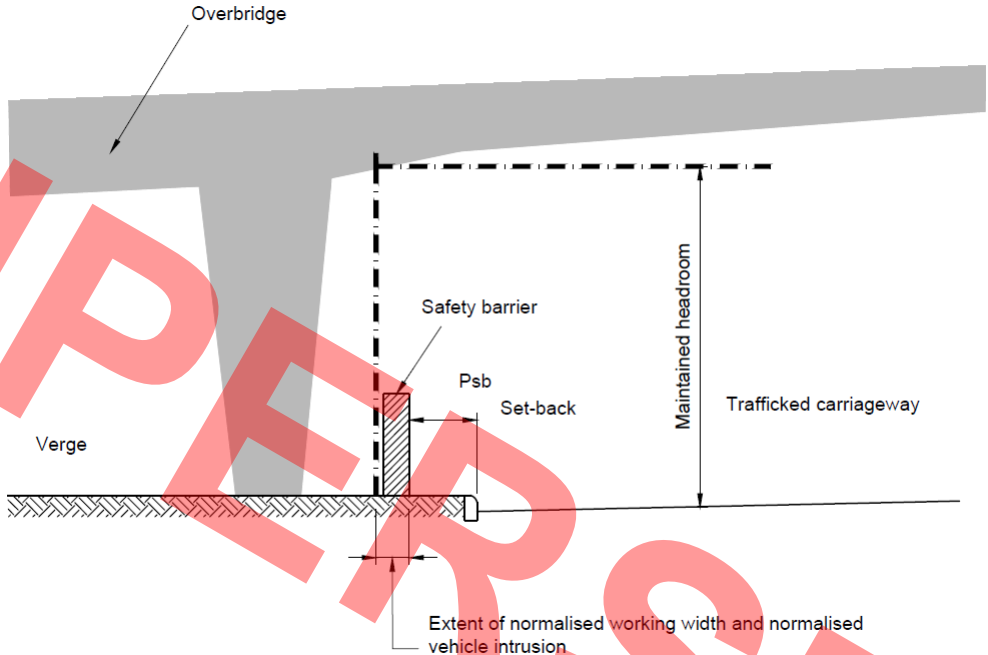 Overbridge
Safety barrier
Psb
Set-back
Maintained headroom
Trafficked carriageway
Verge
Extent of normalised working width and normalised
vehicle intrusion